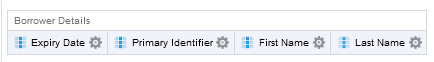 Borrower Details
Expiry Date Primary Identifier First Name Last Name